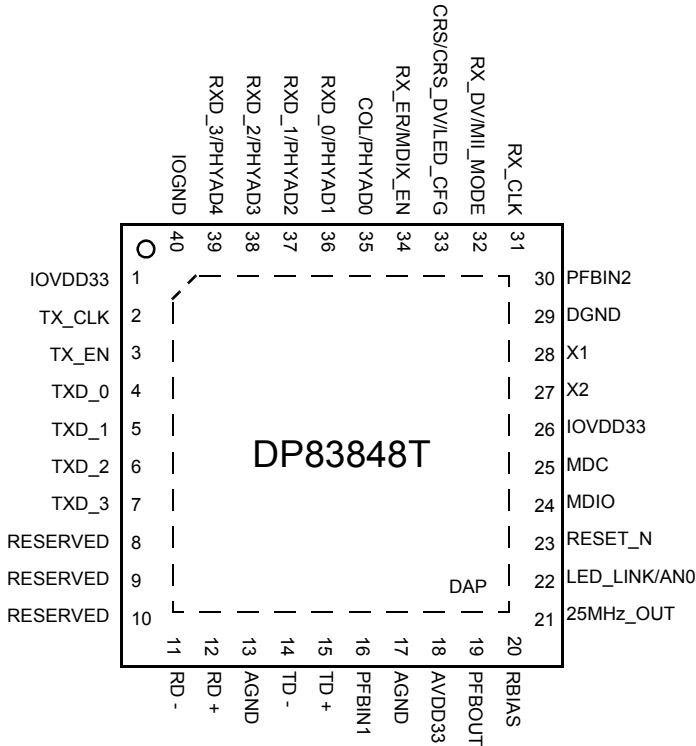 CRS/CRS_DV/LED_CFG
RXD_3/PHYAD4
RXD_2/PHYAD3
RXD_1/PHYAD2
RXD_0/PHYAD1
COL/PHYAD0
RX_ER/MDIX_EN
RX_DV/MII_MODE
RX_CLK
IOGND
40
39
38
37
36
35
34
33
32
31
IOVDD33 1
TX_CLK 2
TX_EN 3
TXD_0 4
TXD_1 5
TXD_2 6
TXD_3 7
RESERVED 8
RESERVED 9
RESERVED 10
DP83848T
DAP
30 PFBIN2
29 DGND
28 X1
27 X2
26 IOVDD33
25 MDC
24 MDIO
23 RESET_N
22 LED_LINK/AN0
21 25MHz_OUT
11 RD -
12 RD +
13 AGND
14 TD -
15 TD +
16 PFBIN1
17 AGND
18 AVDD33
19 PFBOUT
20 RBIAS